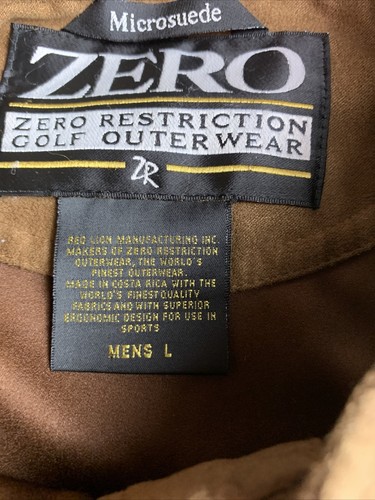 Microsuede
ZERO
ZERO RESTRICTION
GOLF OUTERWEAR
ZR
RED LION MANUFACTURING INC.
MAKERS OF ZERO RESTRICTION
OUTERWEAR, THE WORLD'S
FINEST OUTERWEAR.
MADE IN COSTA RICA WITH THE
WORLD'S FINEST QUALITY
FABRICS AND WITH SUPERIOR
ERGONOMIC DESIGN FOR USE IN
SPORTS
MENS L